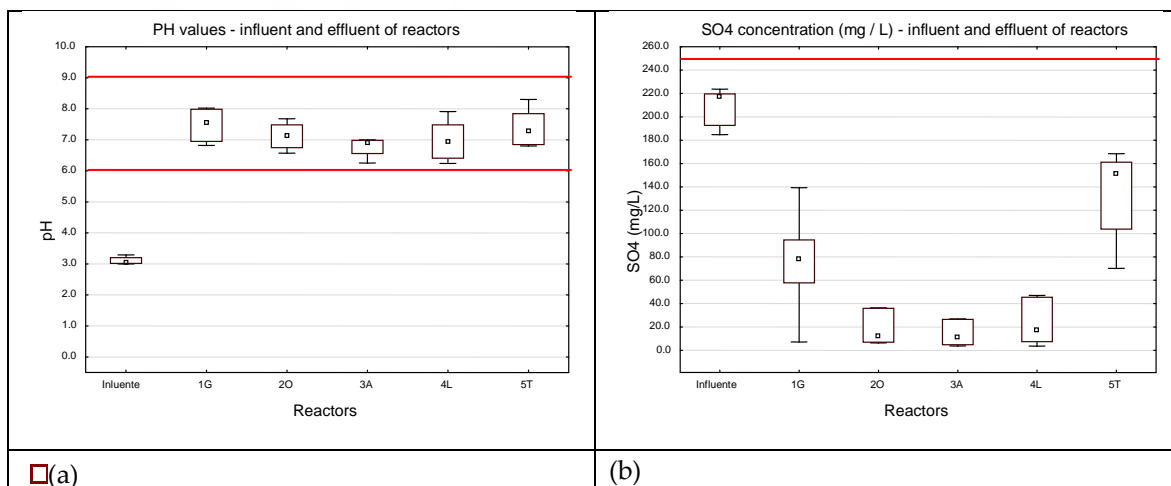 PH values - influent and effluent of reactors
10.0
9.0
8.0
7.0
6.0
5.0
4.0
3.0
2.0
1.0
0.0
pH
Inluente 1G 2O 3A 4L 5T
Reactors
(a)
SO4 concentration (mg / L) - influent and effluent of reactors
260.0
240.0
220.0
200.0
180.0
160.0
140.0
120.0
100.0
80.0
60.0
40.0
20.0
0.0
SO4 (mg/L)
Influente 1G 2O 3A 4L 5T
Reactors
(b)